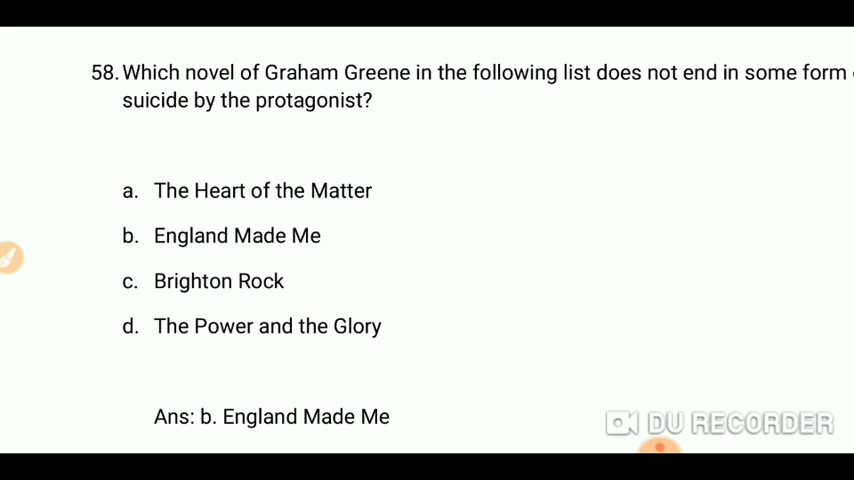 58. Which novel of Graham Greene in the following list does not end in some form
suicide by the protagonist?
a. The Heart of the Matter
b. England Made Me
c. Brighton Rock
d. The Power and the Glory
Ans: b. England Made Me
DU RECORDER